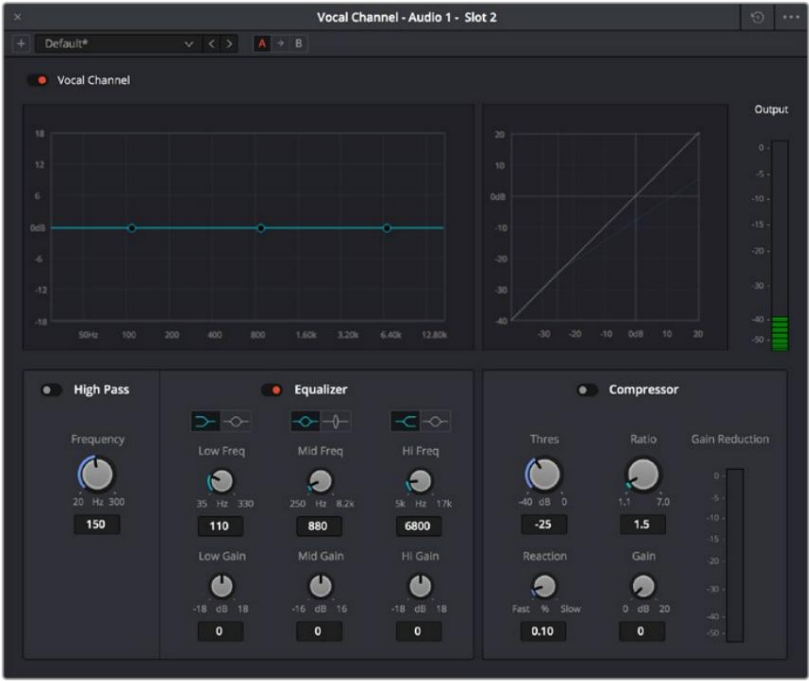 Vocal Channel - Audio 1 - Slot 2
Default*
A
B
Vocal Channel
Output
18
12
6
0dB
-6
-12
-18
50Hz 100 200 400 800 1.60k 3.20k 6.40k 12.80k
20
10
0dB
-10
-20
-30
-40
-30 -20 -10 0dB 10 20
0
-5
-10
-15
-20
-30
-40
-50
High Pass
Frequency
20 Hz 300
150
Equalizer
Low Freq Mid Freq Hi Freq
35 Hz 330 250 Hz 8.2k 5k Hz 17k
110 880 6800
Low Gain Mid Gain Hi Gain
-18 dB 18 -16 dB 16 -18 dB 18
0 0 0
Compressor
Thres Ratio Gain Reduction
-40 dB 0 1.1 7.0
-25 1.5
Reaction Gain
Fast % Slow 0 dB 20
0.10 0
0
-5
-10
-15
-20
-30
-40
-50